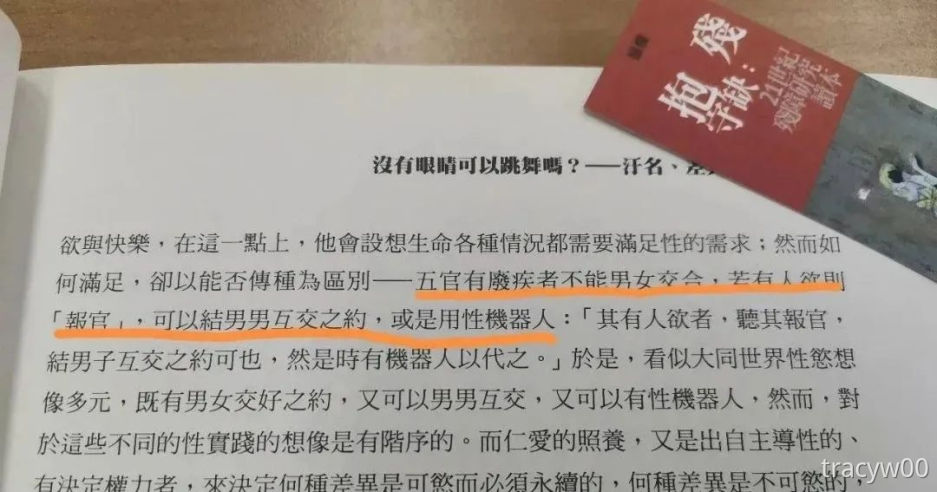 殘
抱守缺：
21世紀
殘障研究
讀本
沒有眼睛可以跳舞嗎？——汙名、差
欲與快樂，在這一點上，他會設想生命各種情況都需要滿足性的需求；然而如
何滿足，卻以能否傳種為區別——五官有廢疾者不能男女交合，若有人欲則
「報官」，可以結男男互交之約，或是用性機器人：「其有人欲者，聽其報官，
結男子互交之約可也，然是時有機器人以代之。」於是，看似大同世界性慾想
像多元，既有男女交好之約，又可以男男互交，又可以有性機器人，然而，對
於這些不同的性實踐的想像是有階序的。而仁愛的照養，又是出自主導性的、
有決定權力者，來決定何種差異是可慾而必須永續的，何種差異是不可慾的，
tracyw00